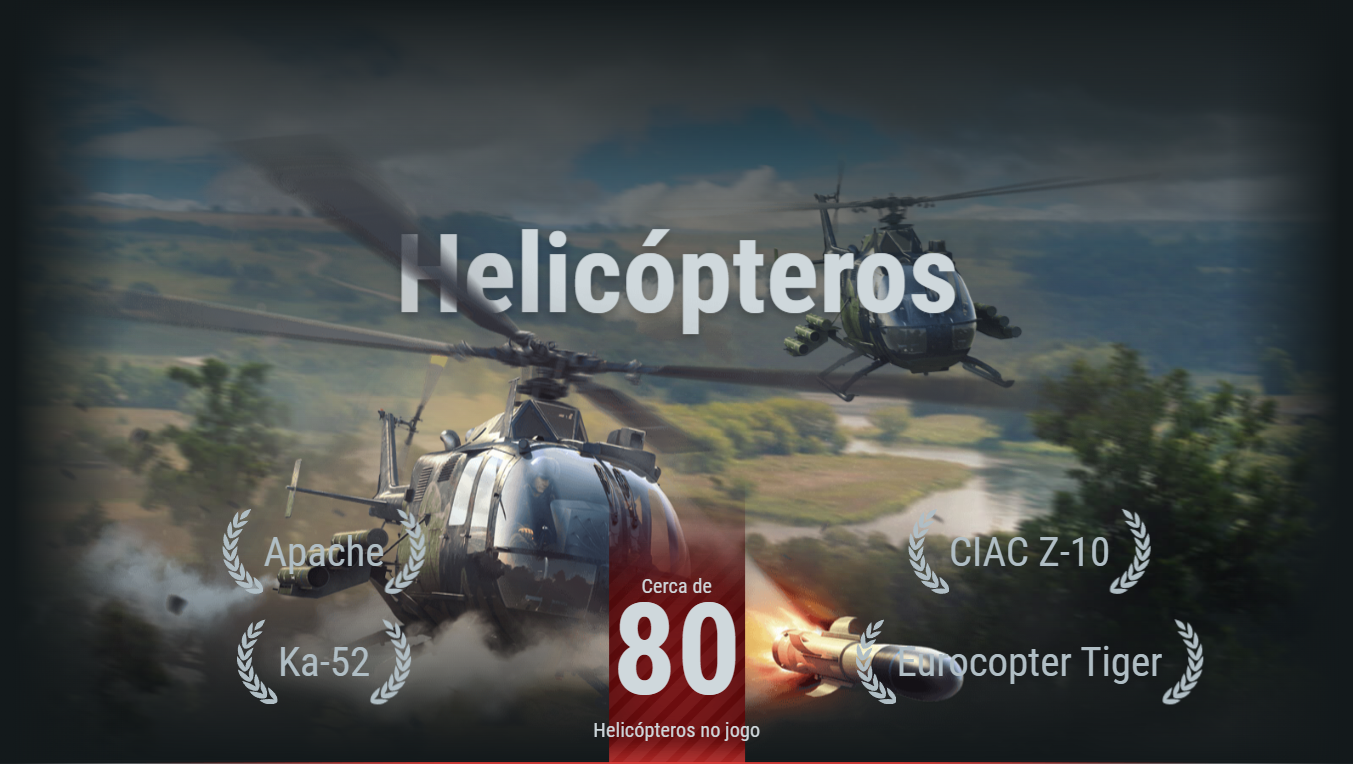 Helicópteros
Apache
CIAC Z-10
Cerca de
80
Ka-52
Eurocopter Tiger
Helicópteros no jogo